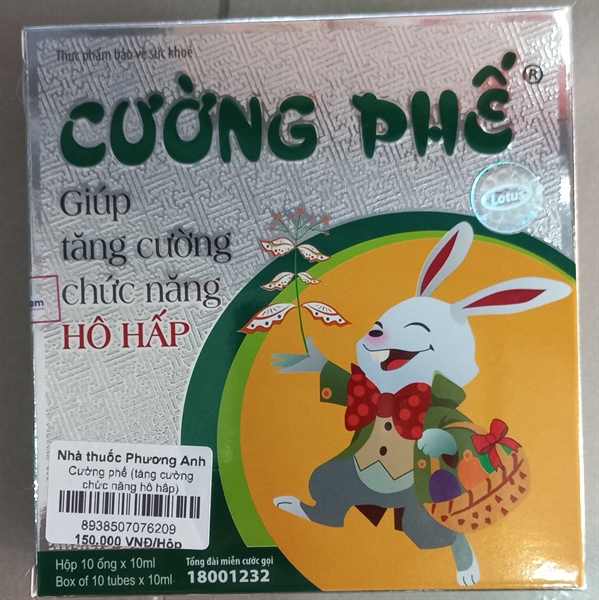 Thực phẩm bảo vệ sức khoẻ
CƯỜNG PHẾ®
Lotus
Giúp
tăng cường
chức năng
HÔ HẤP
Nhà thuốc Phương Anh
Cường phế (tăng cường
chức năng hô hấp)
8938507076209
150,000 VNĐ/Hộp
Hộp 10 ống x 10ml
Box of 10 tubes x 10ml
Tổng đài miễn cước gọi
18001232